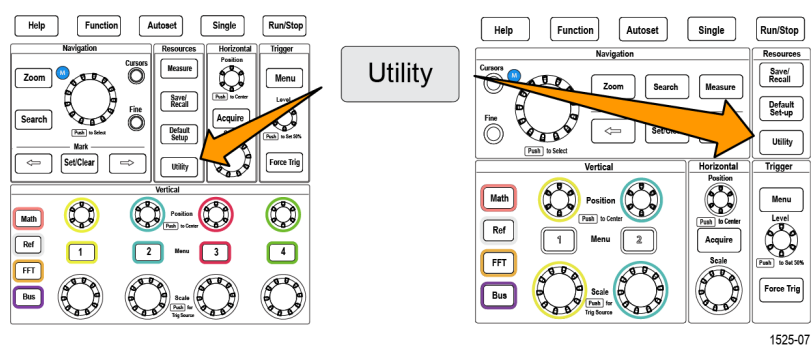 Help Function Autoset Single Run/Stop
Navigation Resources Horizontal Trigger
Zoom
M
Cursors
Fine
Search
Push to Select
Mark
Set/Clear
Measure
Save/
Recall
Default
Setup
Utility
Position
Push to Center
Acquire
Menu
Level
Push to Set 50%
Force Trig
Vertical
Math
Ref
FFT
Bus
Position
Push to Center
1
2
Menu
3
4
Scale
Push for
Trig Source
Utility
Help Function Autoset Single Run/Stop
Navigation
Resources
Cursors
M
Fine
Push to Select
Zoom Search Measure
Set/Clear
Save/
Recall
Default
Set-up
Utility
Vertical Horizontal Trigger
Math
Ref
FFT
Bus
Position
Push to Center
1
Menu
2
Scale
Push for
Trig Source
Position
Push to Center
Acquire
Scale
Menu
Level
Push to Set 50%
Force Trig
1525-07